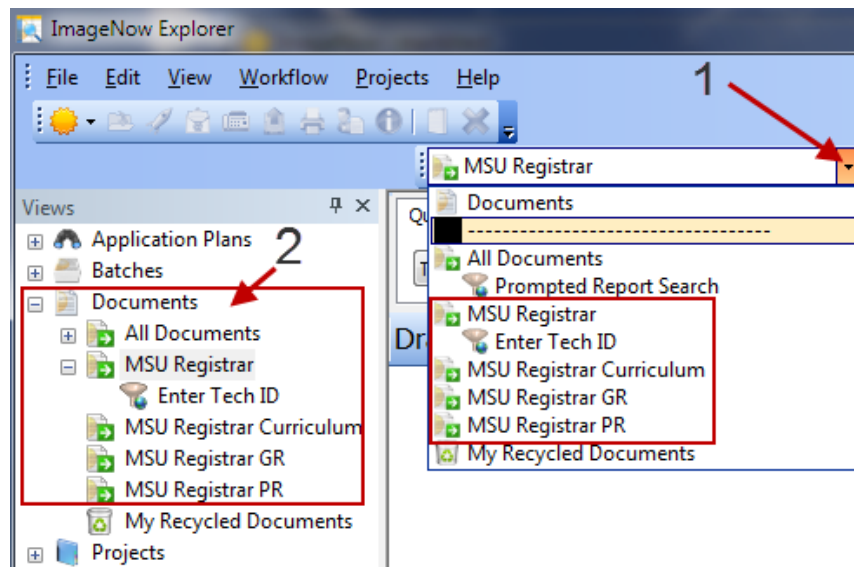 ImageNow Explorer
File Edit View Workflow Projects Help
1
MSU Registrar
Views
Qu
Documents
-----------------------------------
All Documents
Prompted Report Search
MSU Registrar
Enter Tech ID
MSU Registrar Curriculum
MSU Registrar GR
MSU Registrar PR
My Recycled Documents
T
Dr
2
Application Plans
Batches
Documents
All Documents
MSU Registrar
Enter Tech ID
MSU Registrar Curriculum
MSU Registrar GR
MSU Registrar PR
My Recycled Documents
Projects